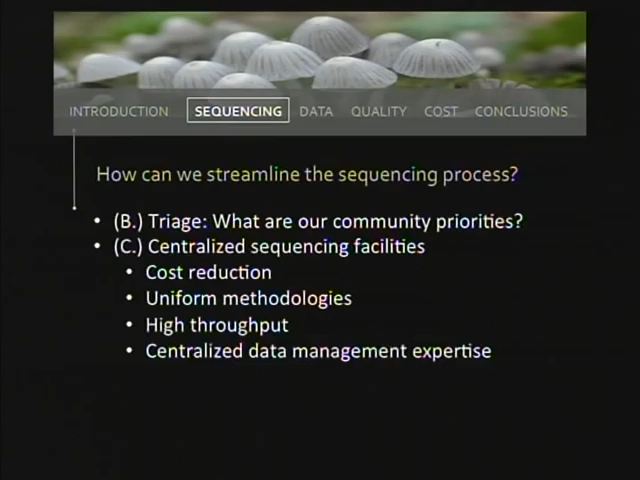 INTRODUCTION SEQUENCING DATA QUALITY COST CONCLUSIONS
How can we streamline the sequencing process?
• (B.) Triage: What are our community priorities?
• (C.) Centralized sequencing facilities
• Cost reduction
• Uniform methodologies
• High throughput
• Centralized data management expertise